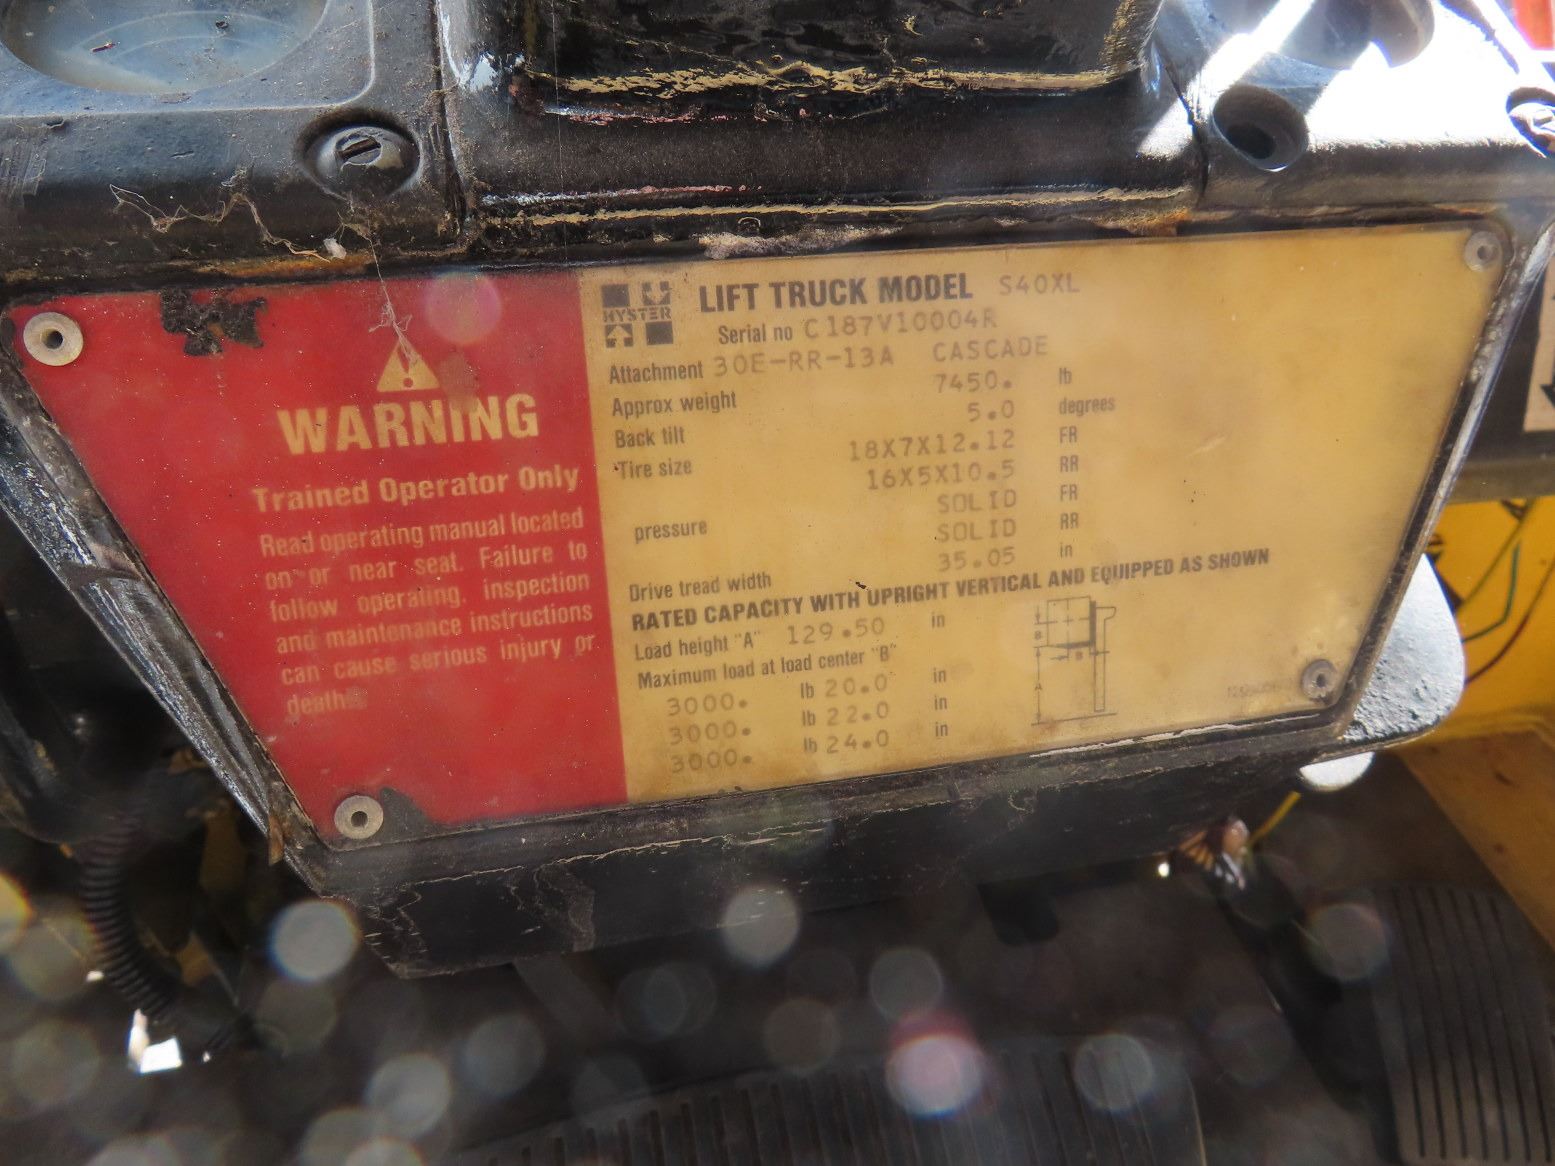 WARNING
Trained Operator Only
Read operating manual located
on or near seat. Failure to
follow operating, inspection
and maintenance instructions
can cause serious injury or
death.
HYSTER
LIFT TRUCK MODEL S40XL
Serial no C187V10004R
Attachment 30E-RR-13A CASCADE
Approx weight 7450. lb
Back tilt 5.0 degrees
Tire size 18X7X12.12 FR
16X5X10.5 RR
pressure SOLID FR
SOLID RR
Drive tread width 35.05 in
RATED CAPACITY WITH UPRIGHT VERTICAL AND EQUIPPED AS SHOWN
Load height "A" 129.50 in
Maximum load at load center "B"
3000. lb 20.0 in
3000. lb 22.0 in
3000. lb 24.0 in
B
B
A